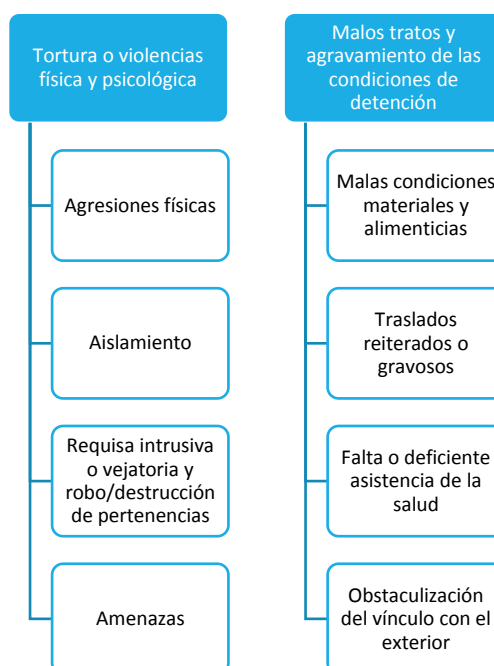 Tortura o violencias
física y psicológica
Agresiones físicas
Aislamiento
Requisa intrusiva
o vejatoria y
robo/destrucción
de pertenencias
Amenazas
Malos tratos y
agravamiento de las
condiciones de
detención
Malas condiciones
materiales y
alimenticias
Traslados
reiterados o
gravosos
Falta o deficiente
asistencia de la
salud
Obstaculización
del vínculo con el
exterior